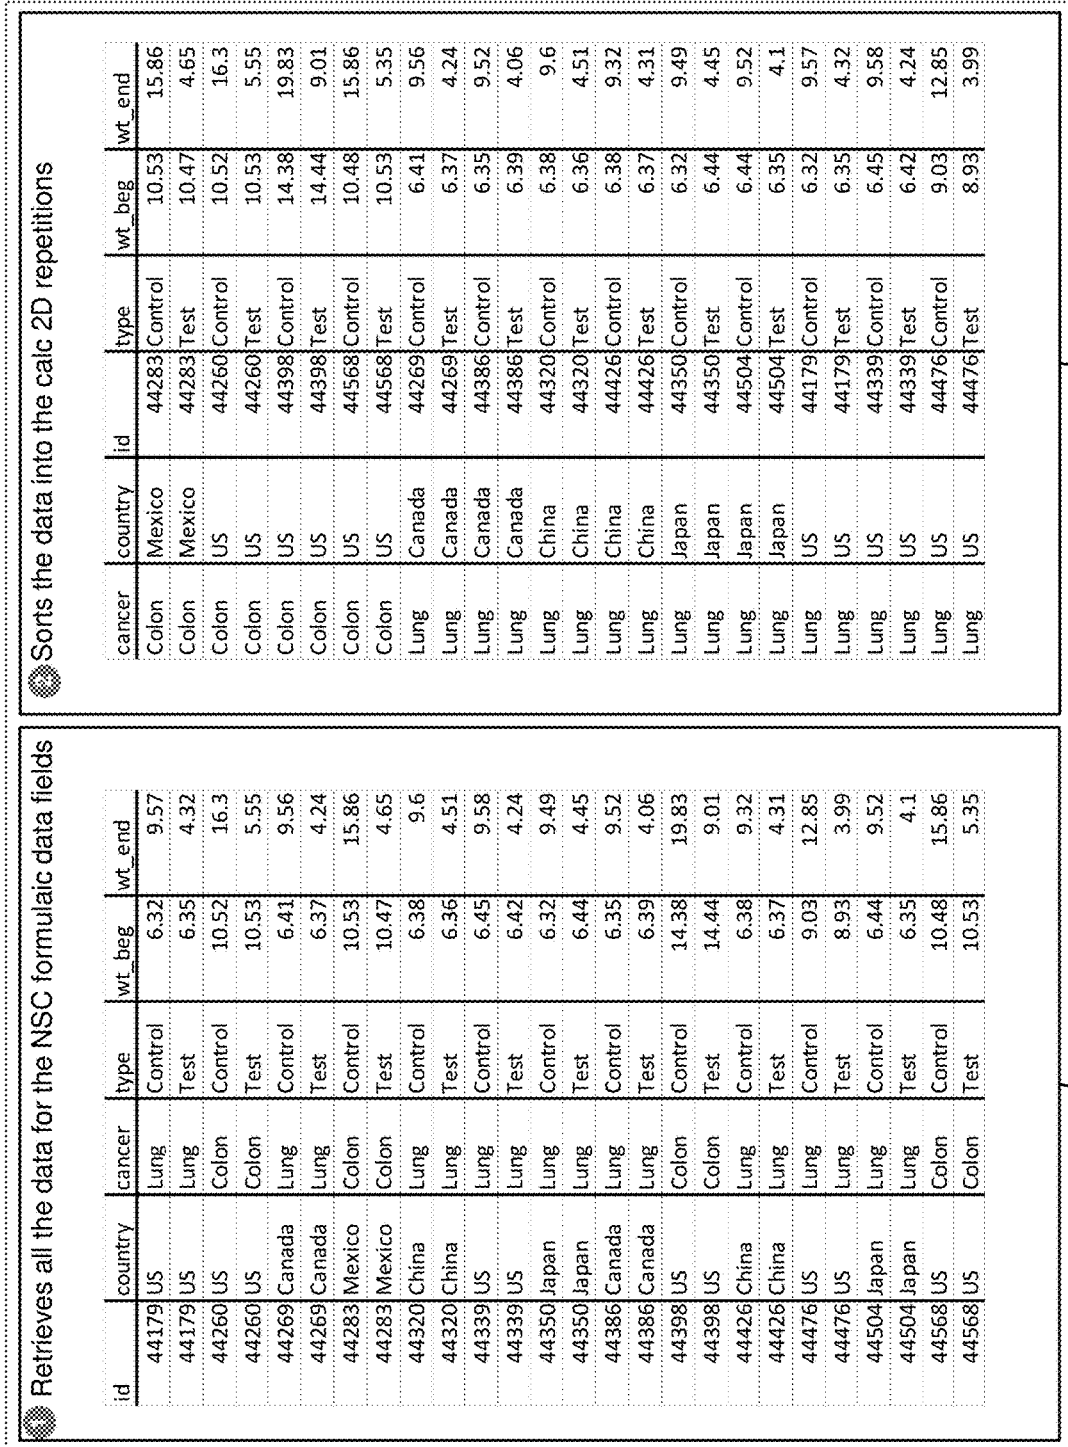 Retrieves all the data for the NSC formulaic data fields
id country cancer type wt_beg wt_end
44179 US Lung Control 6.32 9.57
44179 US Lung Test 6.35 4.32
44260 US Colon Control 10.52 16.3
44260 US Colon Test 10.53 5.55
44269 Canada Lung Control 6.41 9.56
44269 Canada Lung Test 6.37 4.24
44283 Mexico Colon Control 10.53 15.86
44283 Mexico Colon Test 10.47 4.65
44320 China Lung Control 6.38 9.6
44320 China Lung Test 6.36 4.51
44339 US Lung Control 6.45 9.58
44339 US Lung Test 6.42 4.24
44350 Japan Lung Control 6.32 9.49
44350 Japan Lung Test 6.44 4.45
44386 Canada Lung Control 6.35 9.52
44386 Canada Lung Test 6.39 4.06
44398 US Colon Control 14.38 19.83
44398 US Colon Test 14.44 9.01
44426 China Lung Control 6.38 9.32
44426 China Lung Test 6.37 4.31
44476 US Lung Control 9.03 12.85
44476 US Lung Test 8.93 3.99
44504 Japan Lung Control 6.44 9.52
44504 Japan Lung Test 6.35 4.1
44568 US Colon Control 10.48 15.86
44568 US Colon Test 10.53 5.35
Sorts the data into the calc 2D repetitions
cancer country id type wt_beg wt_end
Colon Mexico 44283 Control 10.53 15.86
Colon Mexico 44283 Test 10.47 4.65
Colon US 44260 Control 10.52 16.3
Colon US 44260 Test 10.53 5.55
Colon US 44398 Control 14.38 19.83
Colon US 44398 Test 14.44 9.01
Colon US 44568 Control 10.48 15.86
Colon US 44568 Test 10.53 5.35
Lung Canada 44269 Control 6.41 9.56
Lung Canada 44269 Test 6.37 4.24
Lung Canada 44386 Control 6.35 9.52
Lung Canada 44386 Test 6.39 4.06
Lung China 44320 Control 6.38 9.6
Lung China 44320 Test 6.36 4.51
Lung China 44426 Control 6.38 9.32
Lung China 44426 Test 6.37 4.31
Lung Japan 44350 Control 6.32 9.49
Lung Japan 44350 Test 6.44 4.45
Lung Japan 44504 Control 6.44 9.52
Lung Japan 44504 Test 6.35 4.1
Lung US 44179 Control 6.32 9.57
Lung US 44179 Test 6.35 4.32
Lung US 44339 Control 6.45 9.58
Lung US 44339 Test 6.42 4.24
Lung US 44476 Control 9.03 12.85
Lung US 44476 Test 8.93 3.99